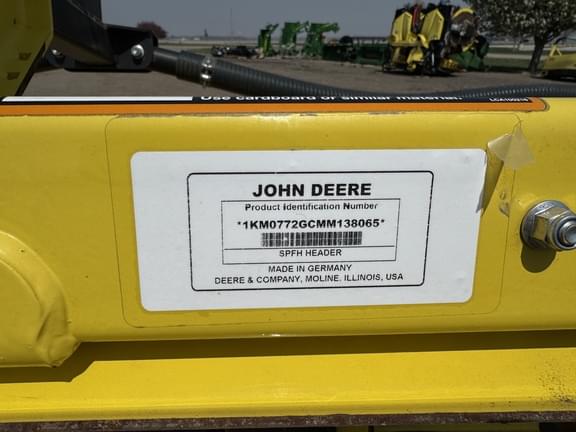 Use cardboard or similar material.
JOHN DEERE
Product Identification Number
*1KM0772GCMM138065*
SPFH HEADER
MADE IN GERMANY
DEERE & COMPANY, MOLINE, ILLINOIS, USA